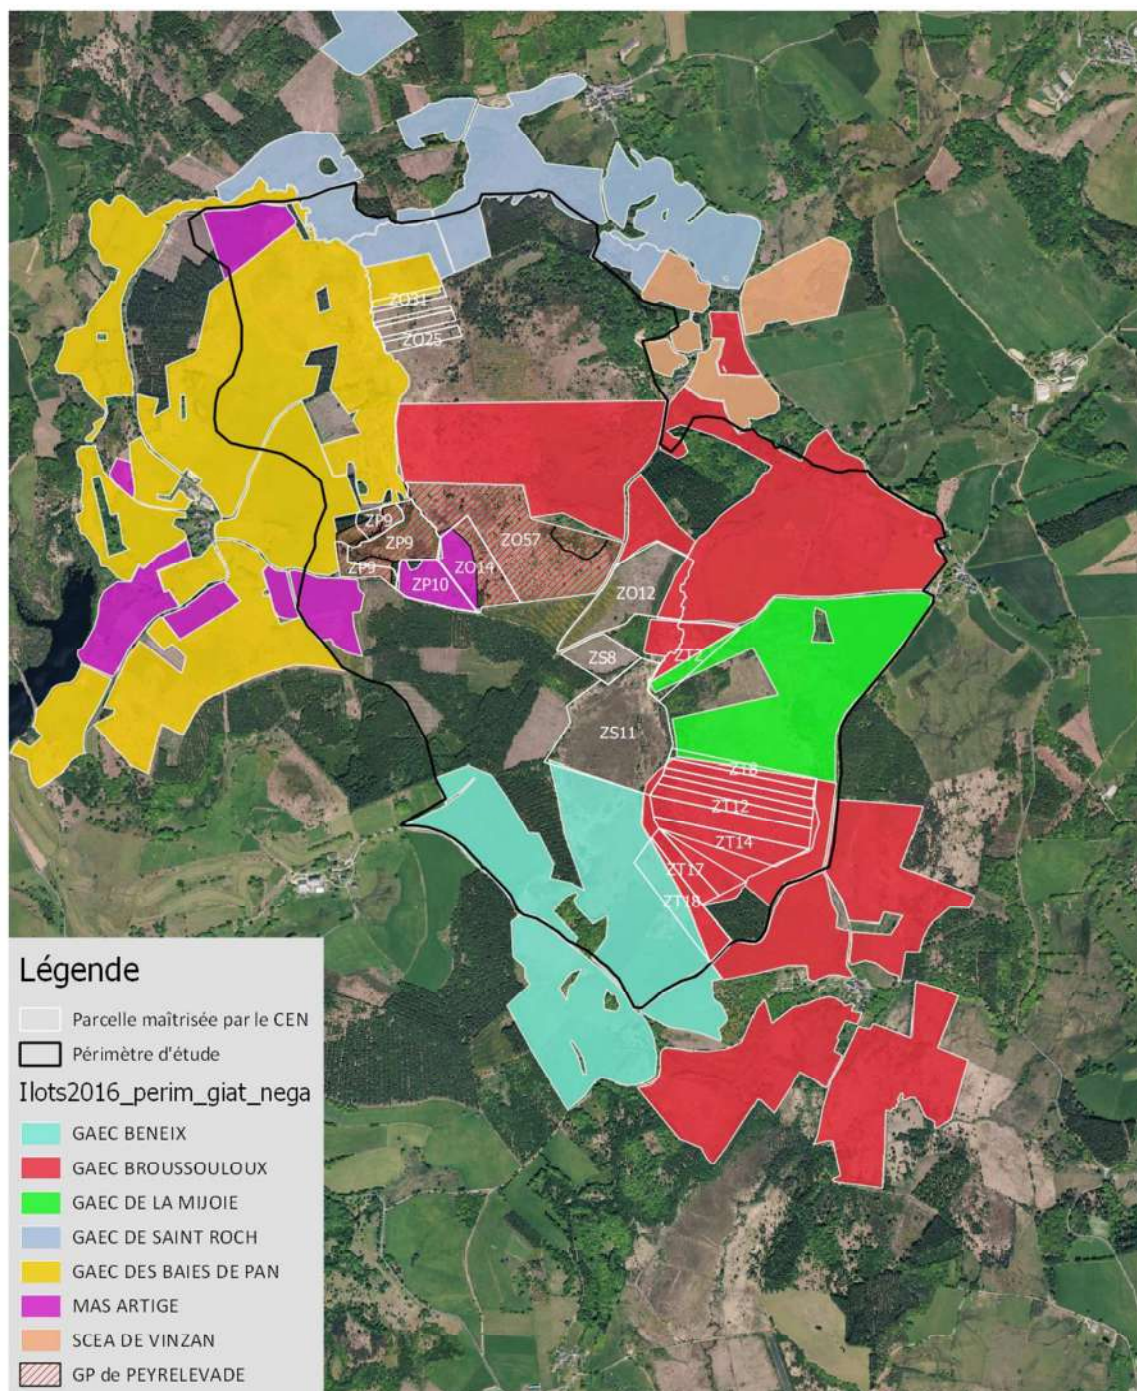 ZO31
ZO25
ZP9
ZP9
ZP9
ZO57
ZO14
ZP10
ZO12
ZS8
ZT2
ZS11
ZT8
ZT12
ZT14
ZT17
ZT18
Légende
Parcelle maîtrisée par le CEN
Périmètre d'étude
Ilots2016_perim_giat_nega
GAEC BENEIX
GAEC BROUSSOULOUX
GAEC DE LA MIJOIE
GAEC DE SAINT ROCH
GAEC DES BAIES DE PAN
MAS ARTIGE
SCEA DE VINZAN
GP de PEYRELEVADE